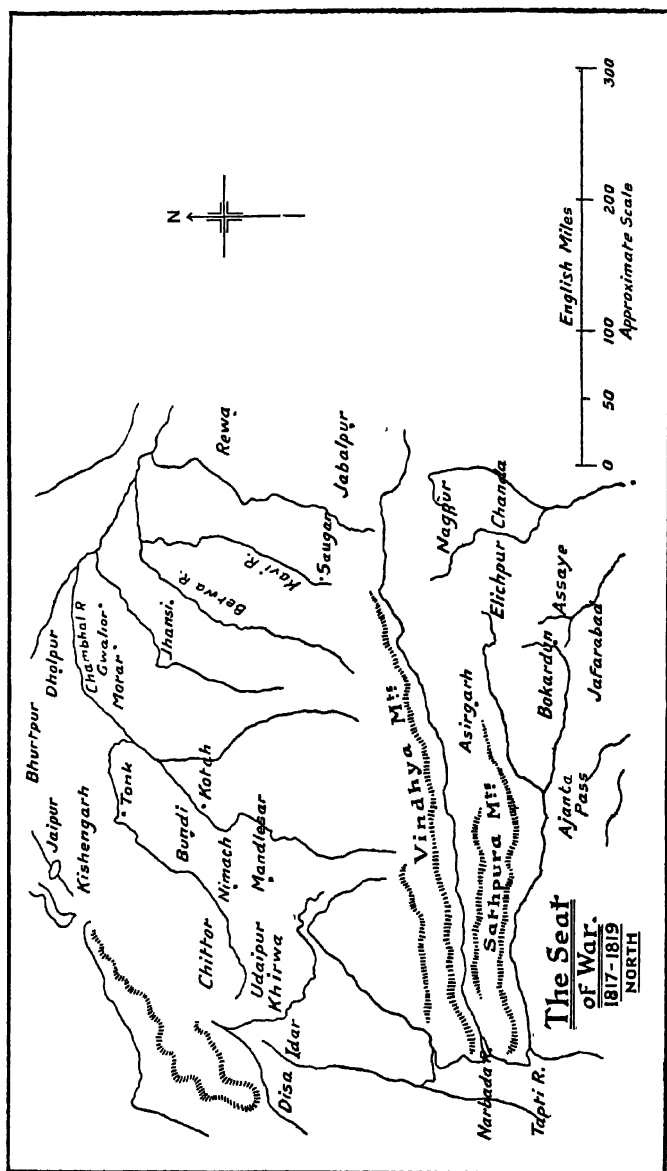 Bhurtpur
Jaipur
Kishengarh
Dholpur
Chambhal R
Gwalior
Morar
Tonk
Jhansi
Betwa R.
Kavi R.
Rewa
Bundi
Kotah
Chittor
Nimach
Udaipur
Khirwa
Mandlesar
Saugar
Jabalpur
Disa
Idar
Vindhya Mts
Narbada R.
Asirgarh
Sathpura Mts
Tapti R.
Nagpur
Elichpur
Chanda
Bokardun
Assaye
Ajanta
Pass
Jafarabad
N
The Seat
of War.
1817-1819
NORTH
English Miles
0 50 100 200 300
Approximate Scale